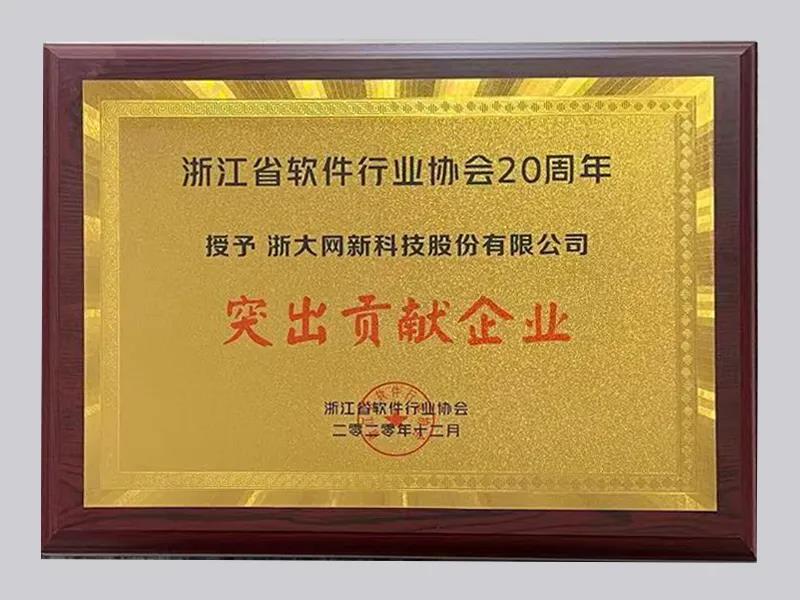 浙江省软件行业协会20周年
授予 浙大网新科技股份有限公司
突出贡献企业
浙江省软件行业协会
二零二零年十二月